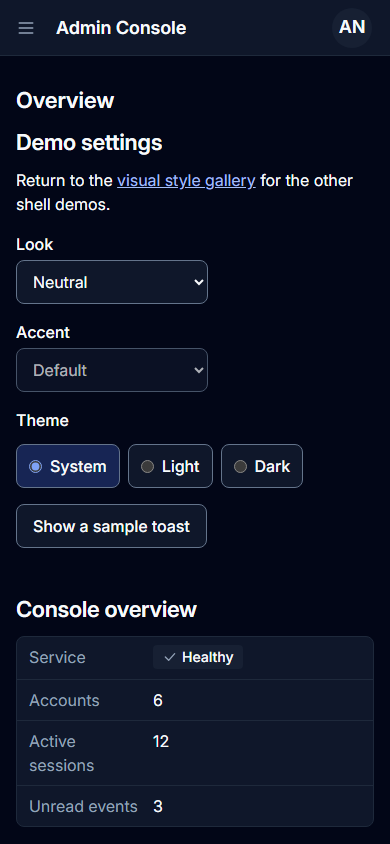 Admin Console
AN
Overview
Demo settings
Return to the visual style gallery for the other
shell demos.
Look
Neutral
Accent
Default
Theme
System
Light
Dark
Show a sample toast
Console overview
Service
Healthy
Accounts
6
Active
sessions
12
Unread events
3